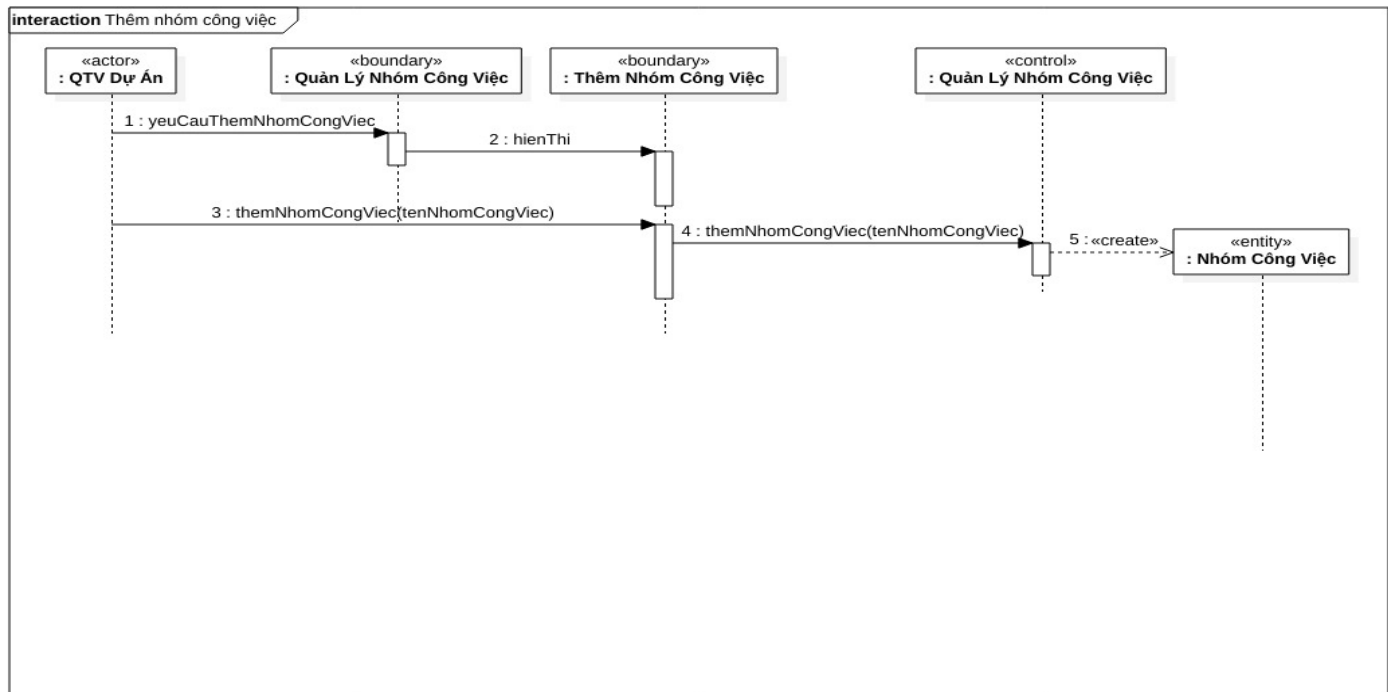 interaction Thêm nhóm công việc
«actor»
: QTV Dự Án
«boundary»
: Quản Lý Nhóm Công Việc
«boundary»
: Thêm Nhóm Công Việc
«control»
: Quản Lý Nhóm Công Việc
1 : yeuCauThemNhomCongViec
2 : hienThi
3 : themNhomCongViec(tenNhomCongViec)
4 : themNhomCongViec(tenNhomCongViec)
5 : «create»
«entity»
: Nhóm Công Việc